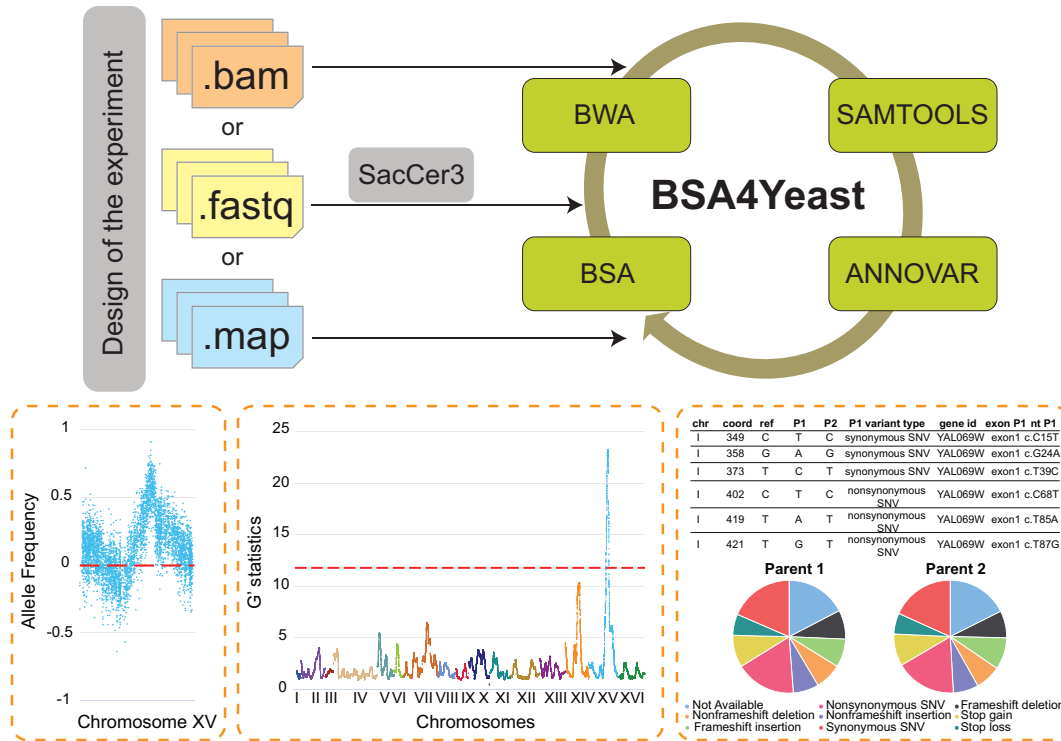 Design of the experiment
.bam
or
.fastq
or
.map
SacCer3
BWA
SAMTOOLS
BSA4Yeast
BSA
ANNOVAR
Allele Frequency
1
0.5
0
-0.5
-1
Chromosome XV
G' statistics
25
20
15
10
5
0
I II III IV V VI VII VIII IX X XI XII XIII XIV XV XVI
Chromosomes
chr coord ref P1 P2 P1 variant type gene id exon P1 nt P1
I 349 C T C synonymous SNV YAL069W exon1 c.C15T
I 358 G A G synonymous SNV YAL069W exon1 c.G24A
I 373 T C T synonymous SNV YAL069W exon1 c.T39C
I 402 C T C nonsynonymous SNV YAL069W exon1 c.C68T
I 419 T A T nonsynonymous SNV YAL069W exon1 c.T85A
I 421 T G T nonsynonymous SNV YAL069W exon1 c.T87G
Parent 1
Parent 2
Not Available
Nonsynonymous SNV
Frameshift deletion
Nonframeshift deletion
Nonframeshift insertion
Stop gain
Frameshift insertion
Synonymous SNV
Stop loss